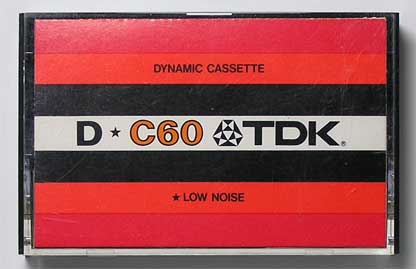 DYNAMIC CASSETTE
D ★ C60 TDK®
★ LOW NOISE